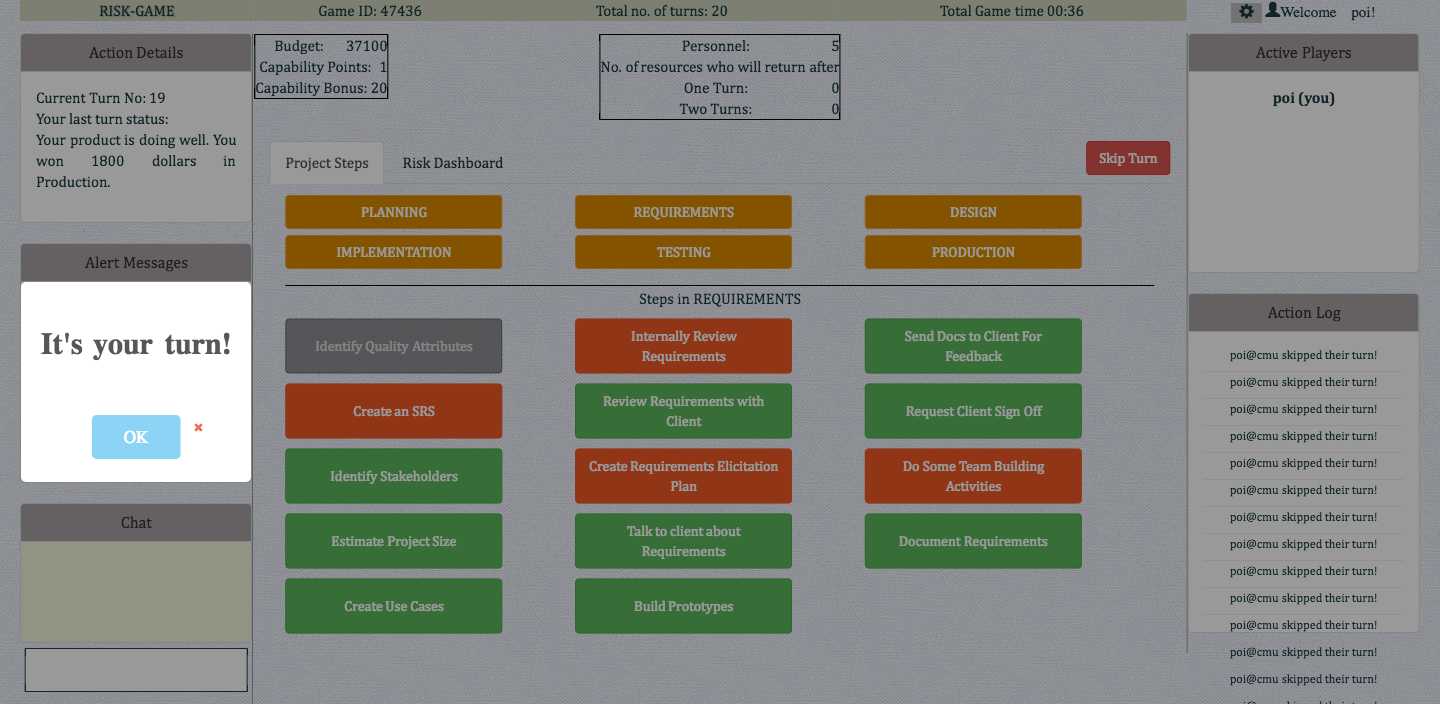 RISK-GAME
Game ID: 47436
Total no. of turns: 20
Total Game time 00:36
Welcome poi!
Action Details
Current Turn No: 19
Your last turn status:
Your product is doing well. You
won 1800 dollars in
Production.
Alert Messages
It's your turn!
OK
Chat
Budget: 37100
Capability Points: 1
Capability Bonus: 20
Personnel: 5
No. of resources who will return after
One Turn: 0
Two Turns: 0
Project Steps
Risk Dashboard
Skip Turn
PLANNING
REQUIREMENTS
DESIGN
IMPLEMENTATION
TESTING
PRODUCTION
Steps in REQUIREMENTS
Identify Quality Attributes
Internally Review
Requirements
Send Docs to Client For
Feedback
Create an SRS
Review Requirements with
Client
Request Client Sign Off
Identify Stakeholders
Create Requirements Elicitation
Plan
Do Some Team Building
Activities
Estimate Project Size
Talk to client about
Requirements
Document Requirements
Create Use Cases
Build Prototypes
Active Players
poi (you)
Action Log
poi@cmu skipped their turn!
poi@cmu skipped their turn!
poi@cmu skipped their turn!
poi@cmu skipped their turn!
poi@cmu skipped their turn!
poi@cmu skipped their turn!
poi@cmu skipped their turn!
poi@cmu skipped their turn!
poi@cmu skipped their turn!
poi@cmu skipped their turn!
poi@cmu skipped their turn!
poi@cmu skipped their turn!
poi@cmu skipped their turn!